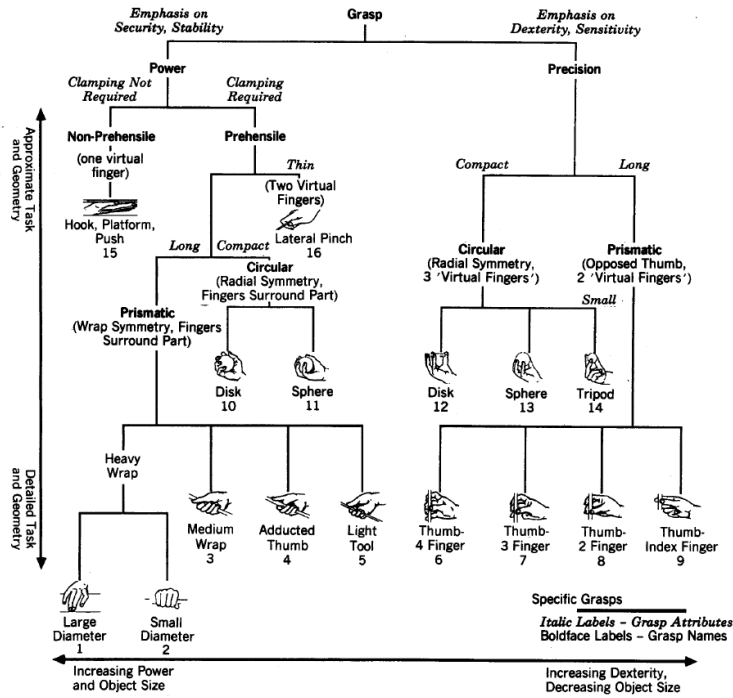 Emphasis on
Security, Stability
Grasp
Emphasis on
Dexterity, Sensitivity
Power
Precision
Clamping Not
Required
Clamping
Required
Non-Prehensile
(one virtual
finger)
Prehensile
Hook, Platform,
Push
15
Thin
(Two Virtual
Fingers)
Lateral Pinch
16
Compact
Long
Long
Compact
Circular
(Radial Symmetry,
Fingers Surround Part)
Circular
(Radial Symmetry,
3 'Virtual Fingers')
Prismatic
(Opposed Thumb,
2 'Virtual Fingers')
Prismatic
(Wrap Symmetry, Fingers
Surround Part)
Small
Disk
10
Sphere
11
Disk
12
Sphere
13
Tripod
14
Heavy
Wrap
Medium
Wrap
3
Adducted
Thumb
4
Light
Tool
5
Thumb-
4 Finger
6
Thumb-
3 Finger
7
Thumb-
2 Finger
8
Thumb-
Index Finger
9
Large
Diameter
1
Small
Diameter
2
Specific Grasps
Italic Labels – Grasp Attributes
Boldface Labels – Grasp Names
Approximate Task
and Geometry
Detailed Task
and Geometry
Increasing Power
and Object Size
Increasing Dexterity,
Decreasing Object Size